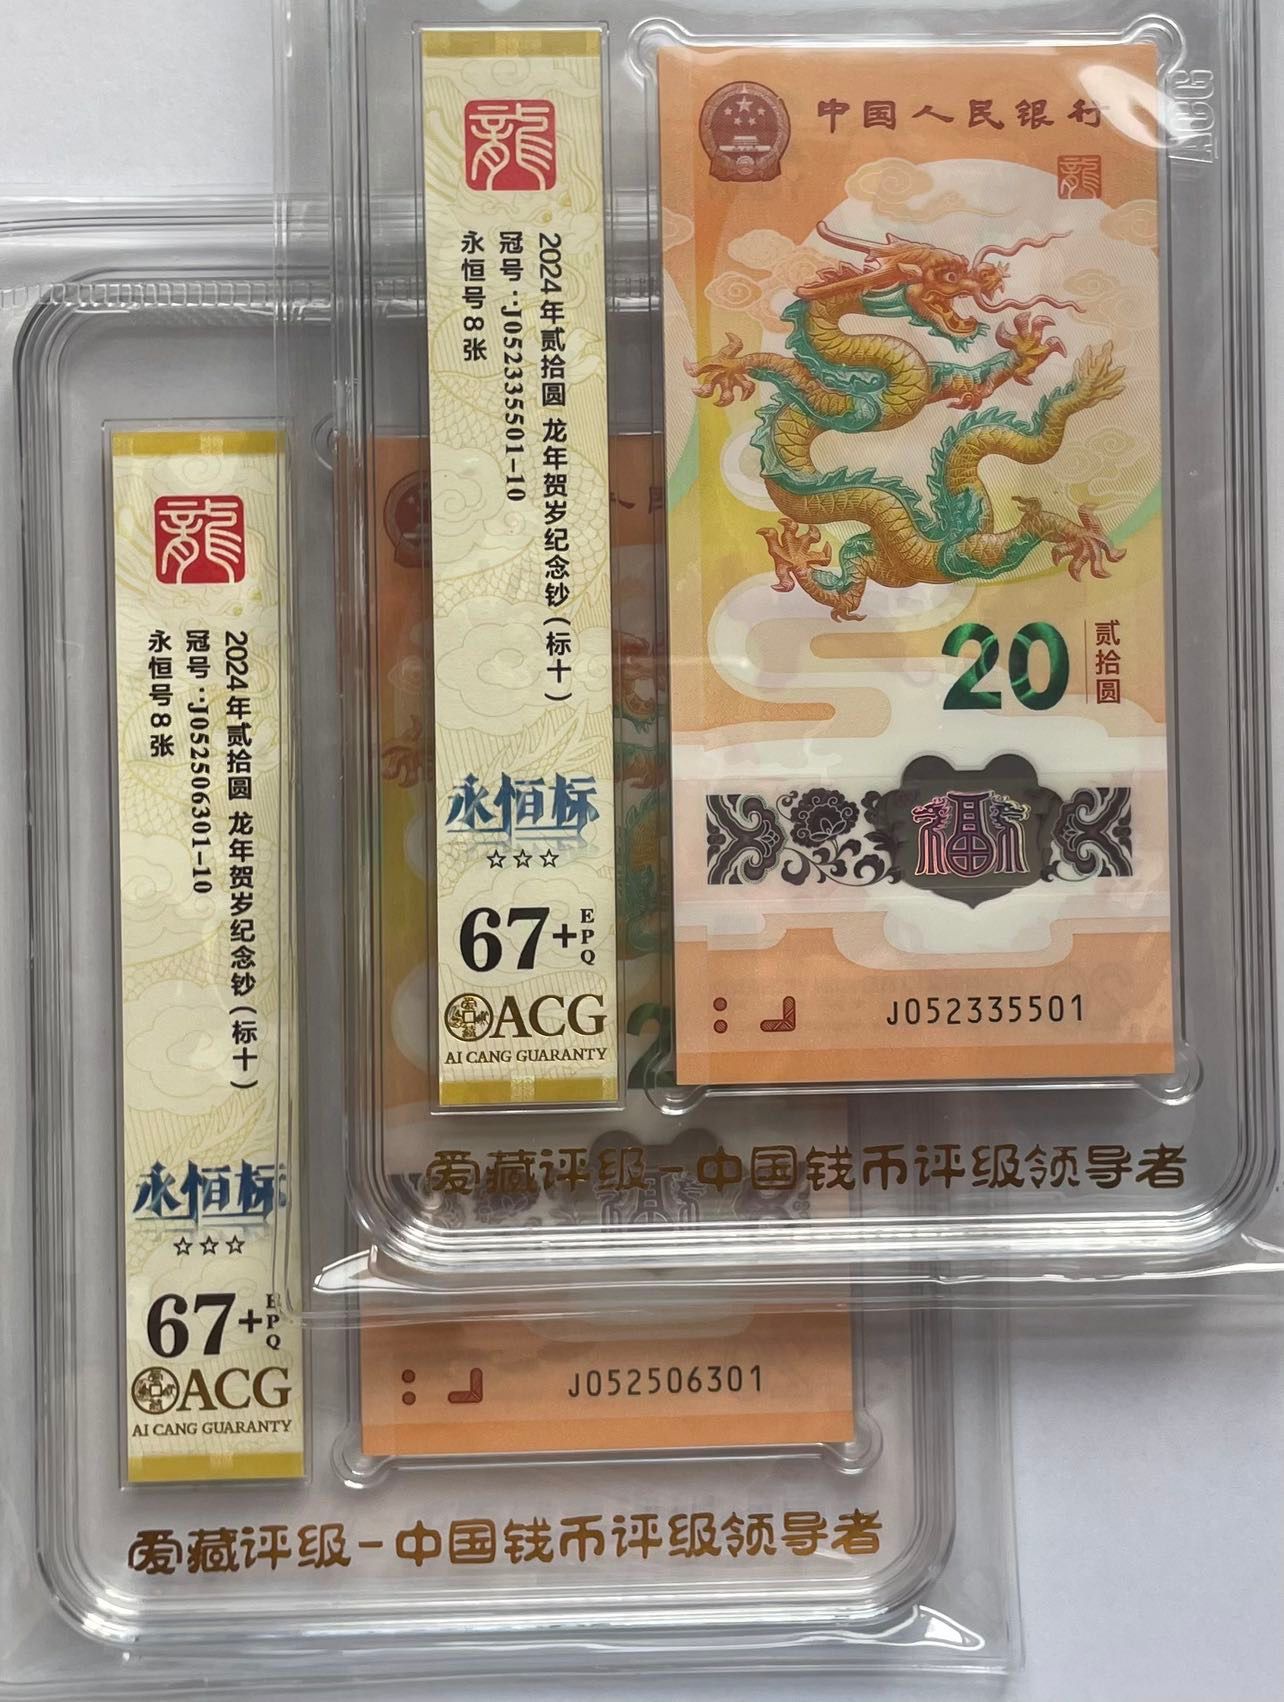 龍
2024年贰拾圆 龙年贺岁纪念钞(标十)
冠号:J052335501-10
永恒号8张
永恒标
☆☆☆
67+EPQ
ACG
AI CANG GUARANTY
中国人民银行
龍
20
贰拾圆
福
J052335501
爱藏评级-中国钱币评级领导者
ACG
龍
2024年贰拾圆 龙年贺岁纪念钞(标十)
冠号:J052506301-10
永恒号8张
永恒标
☆☆☆
67+EPQ
ACG
AI CANG GUARANTY
J052506301
爱藏评级-中国钱币评级领导者